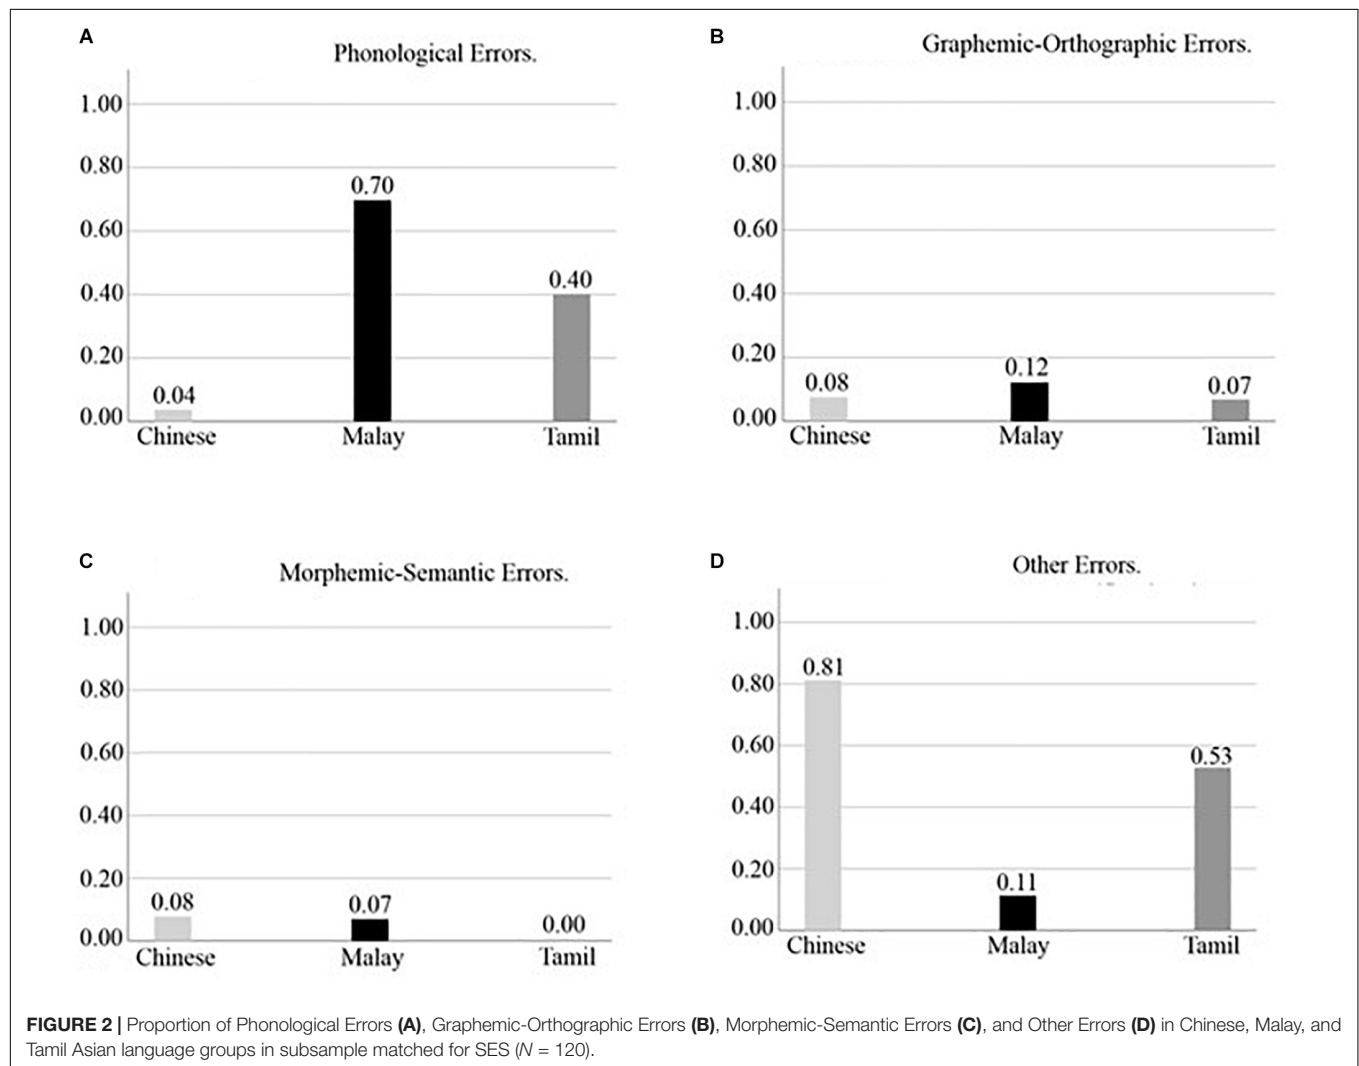 A
Phonological Errors.
1.00
0.80
0.60
0.40
0.20
0.00
0.04
0.70
0.40
Chinese Malay Tamil
B
Graphemic-Orthographic Errors.
1.00
0.80
0.60
0.40
0.20
0.00
0.08
0.12
0.07
Chinese Malay Tamil
C
Morphemic-Semantic Errors.
1.00
0.80
0.60
0.40
0.20
0.00
0.08
0.07
0.00
Chinese Malay Tamil
D
Other Errors.
1.00
0.80
0.60
0.40
0.20
0.00
0.81
0.11
0.53
Chinese Malay Tamil
FIGURE 2 | Proportion of Phonological Errors (A), Graphemic-Orthographic Errors (B), Morphemic-Semantic Errors (C), and Other Errors (D) in Chinese, Malay, and
Tamil Asian language groups in subsample matched for SES (N = 120).